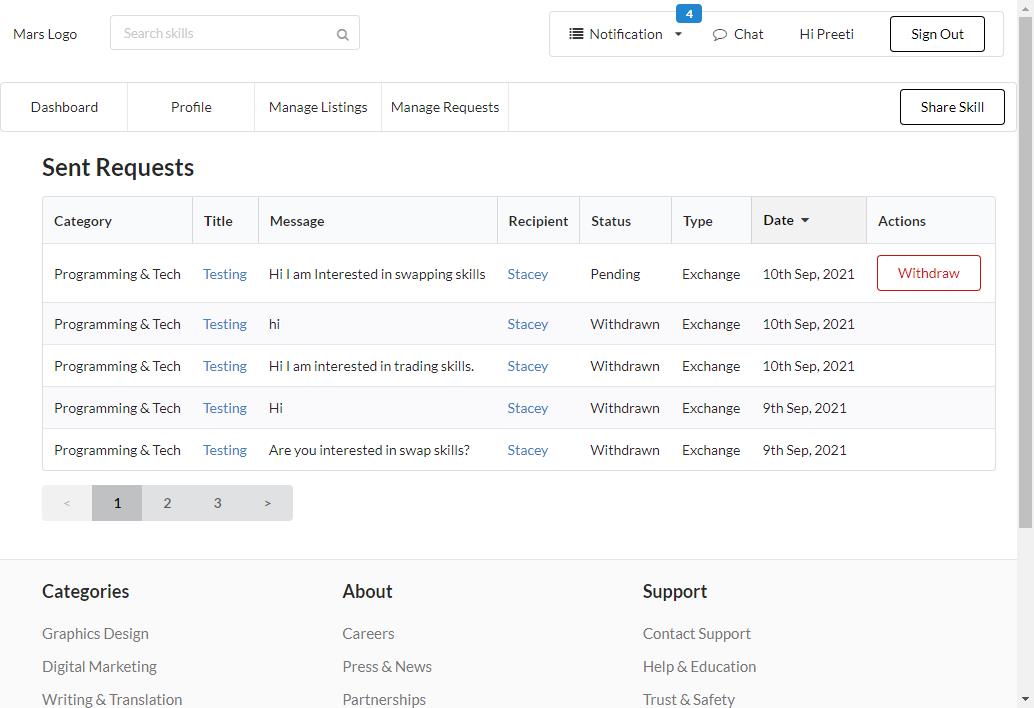 4
Mars Logo Search skills Notification Chat Hi Preeti Sign Out
Dashboard Profile Manage Listings Manage Requests Share Skill
Sent Requests
Category Title Message Recipient Status Type Date Actions
Programming & Tech Testing Hi I am Interested in swapping skills Stacey Pending Exchange 10th Sep, 2021 Withdraw
Programming & Tech Testing hi Stacey Withdrawn Exchange 10th Sep, 2021
Programming & Tech Testing Hi I am interested in trading skills. Stacey Withdrawn Exchange 10th Sep, 2021
Programming & Tech Testing Hi Stacey Withdrawn Exchange 9th Sep, 2021
Programming & Tech Testing Are you interested in swap skills? Stacey Withdrawn Exchange 9th Sep, 2021
< 1 2 3 >
Categories About Support
Graphics Design Careers Contact Support
Digital Marketing Press & News Help & Education
Writing & Translation Partnerships Trust & Safety